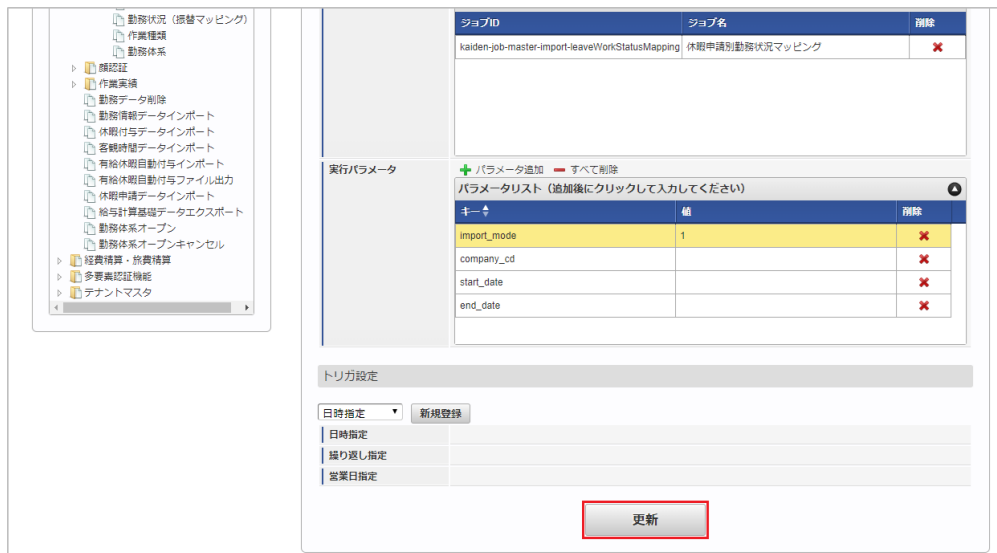 勤務状況（振替マッピング）
作業種類
勤務体系
顔認証
作業実績
勤務データ削除
勤務情報データインポート
休暇付与データインポート
客観時間データインポート
有給休暇自動付与インポート
有給休暇自動付与ファイル出力
休暇申請データインポート
給与計算基礎データエクスポート
勤務体系オープン
勤務体系オープンキャンセル
経費精算・旅費精算
多要素認証機能
テナントマスタ
ジョブID ジョブ名 削除
kaiden-job-master-import-leaveWorkStatusMapping 休暇申請別勤務状況マッピング
実行パラメータ
パラメータ追加 すべて削除
パラメータリスト（追加後にクリックして入力してください）
キー 値 削除
import_mode 1
company_cd
start_date
end_date
トリガ設定
日時指定 新規登録
日時指定
繰り返し指定
営業日指定
更新